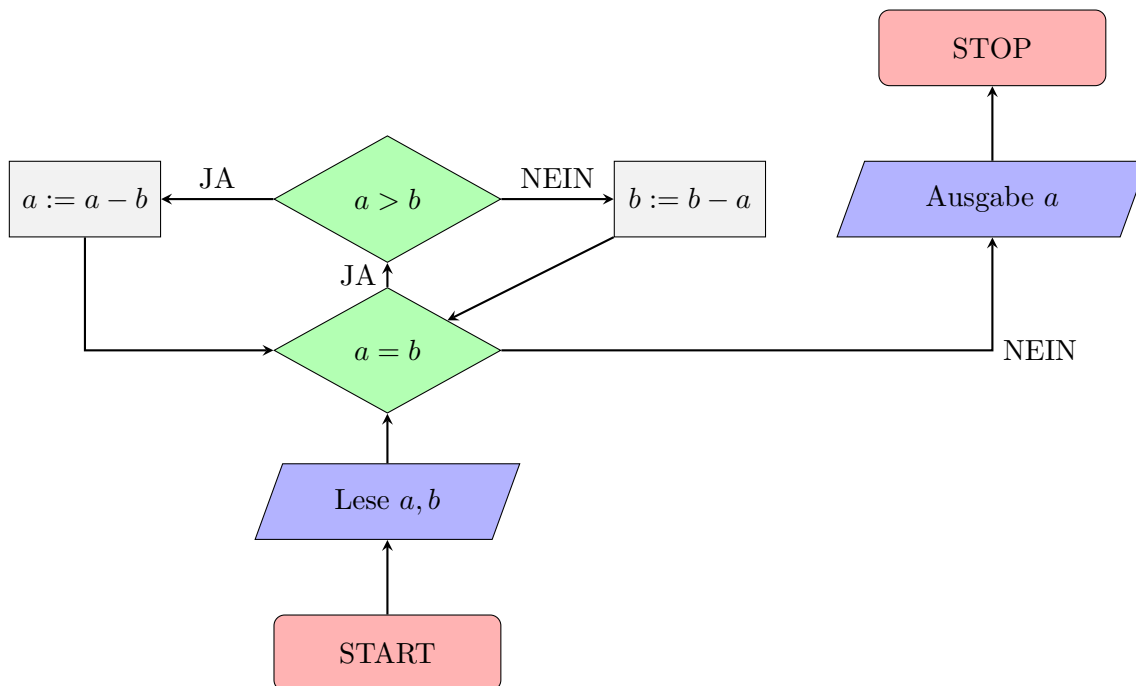 STOP
JA
NEIN
a := a − b
a > b
b := b − a
Ausgabe a
JA
a = b
NEIN
Lese a, b
START